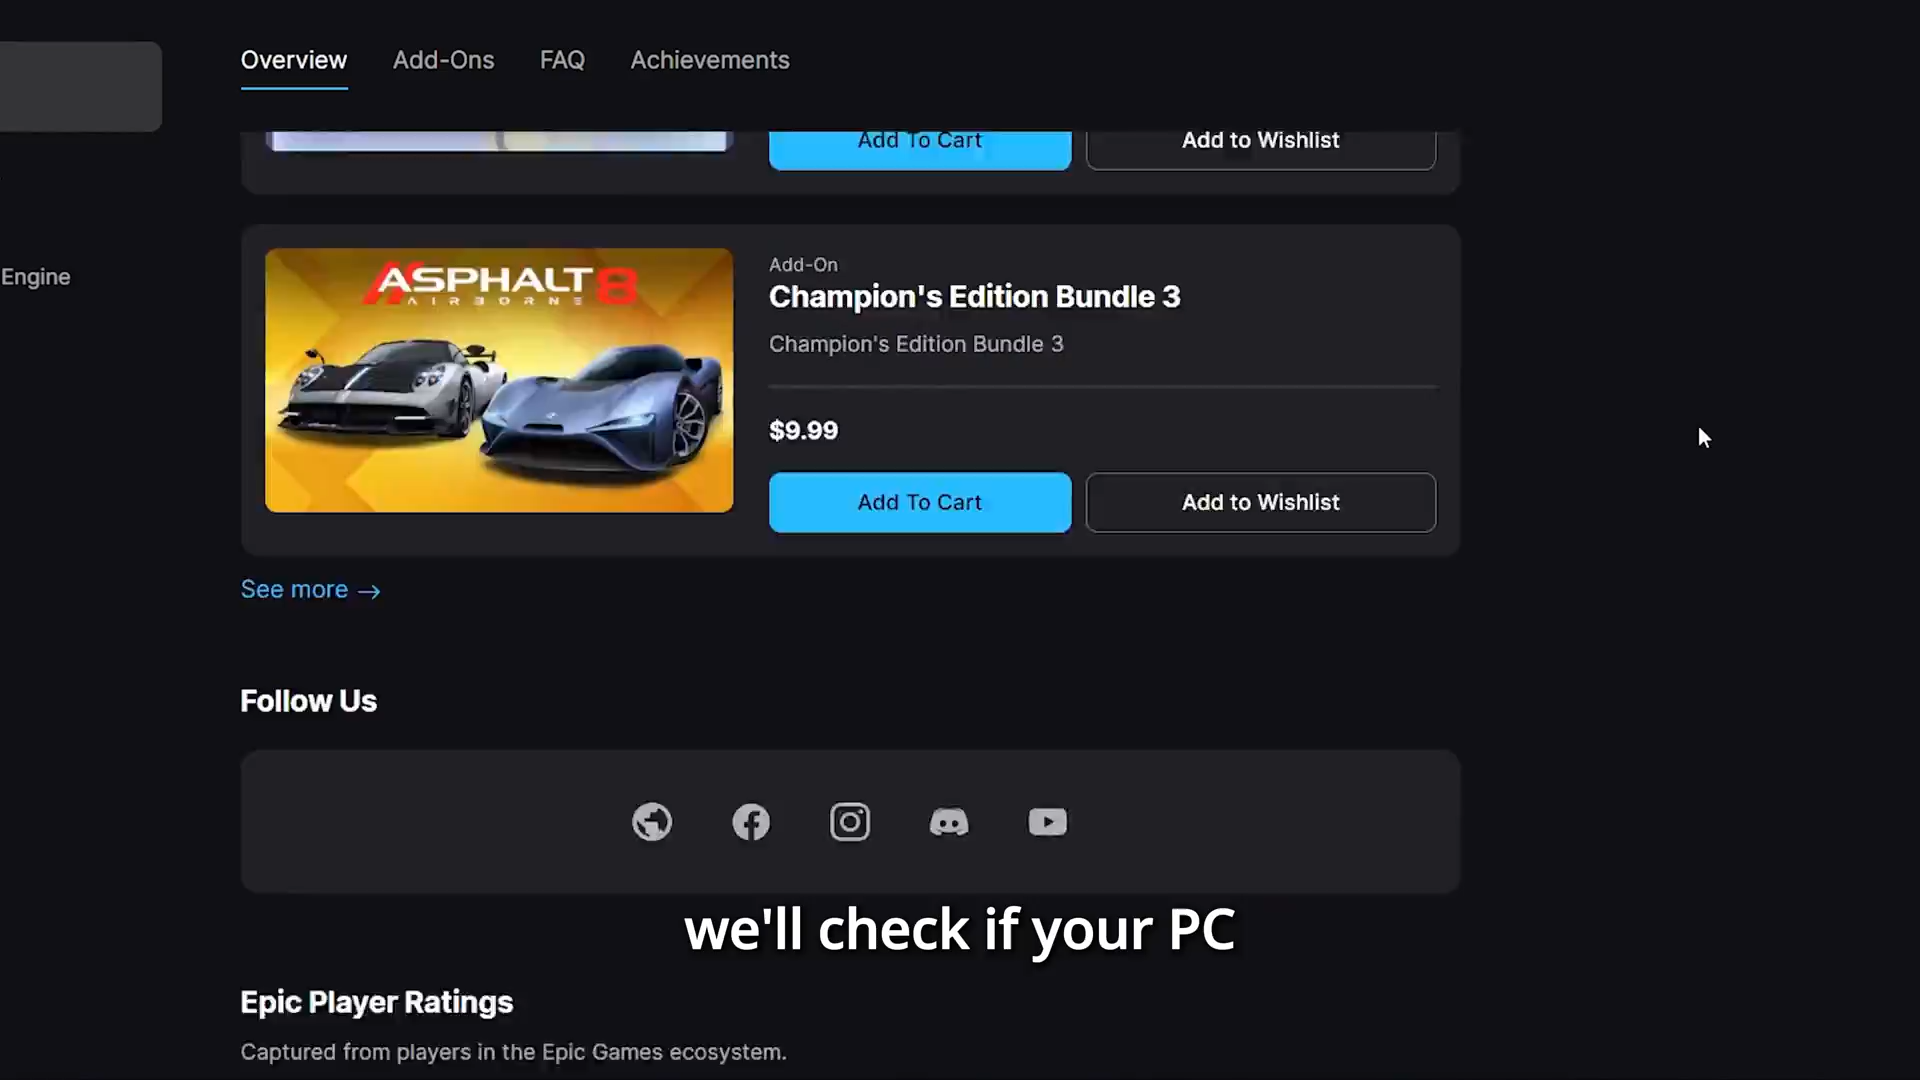 Overview Add-Ons FAQ Achievements
Add To Cart Add to Wishlist
Engine
ASPHALT 8
AIRBORNE
Add-On
Champion's Edition Bundle 3
Champion's Edition Bundle 3
$9.99
Add To Cart Add to Wishlist
See more →
Follow Us
we'll check if your PC
Epic Player Ratings
Captured from players in the Epic Games ecosystem.